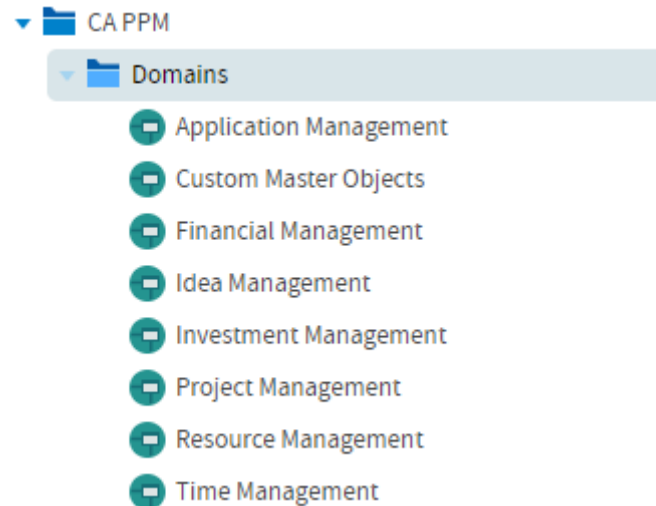 CA PPM
Domains
Application Management
Custom Master Objects
Financial Management
Idea Management
Investment Management
Project Management
Resource Management
Time Management